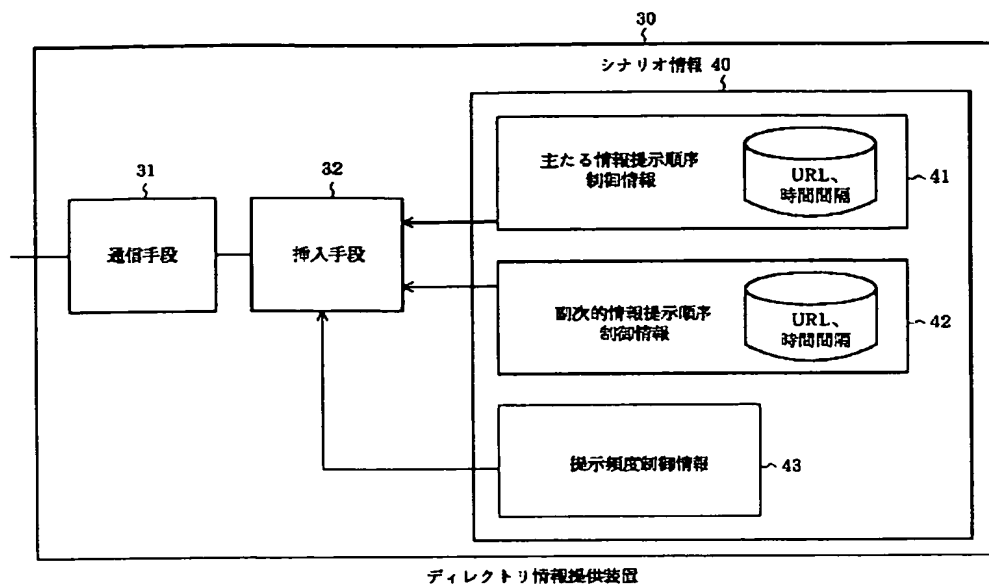 30
シナリオ情報 40
主たる情報提示順序
制御情報
URL、
時間間隔
41
31
32
通信手段
挿入手段
副次的情報提示順序
制御情報
URL、
時間間隔
42
提示頻度制御情報
43
ディレクトリ情報提供装置